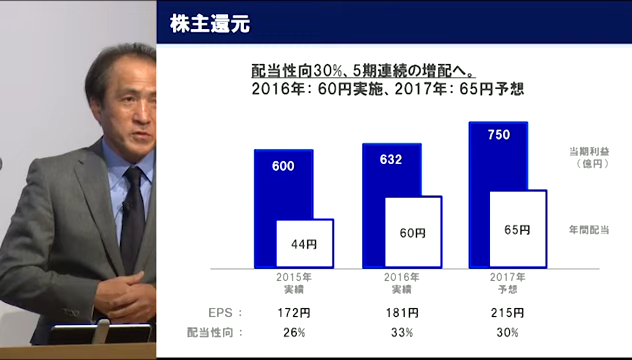 株主還元
配当性向30%、5期連続の増配へ。
2016年：60円実施、2017年：65円予想
600
632
750
当期利益
（億円）
44円
60円
65円
年間配当
2015年
実績
2016年
実績
2017年
予想
EPS： 172円 181円 215円
配当性向： 26% 33% 30%